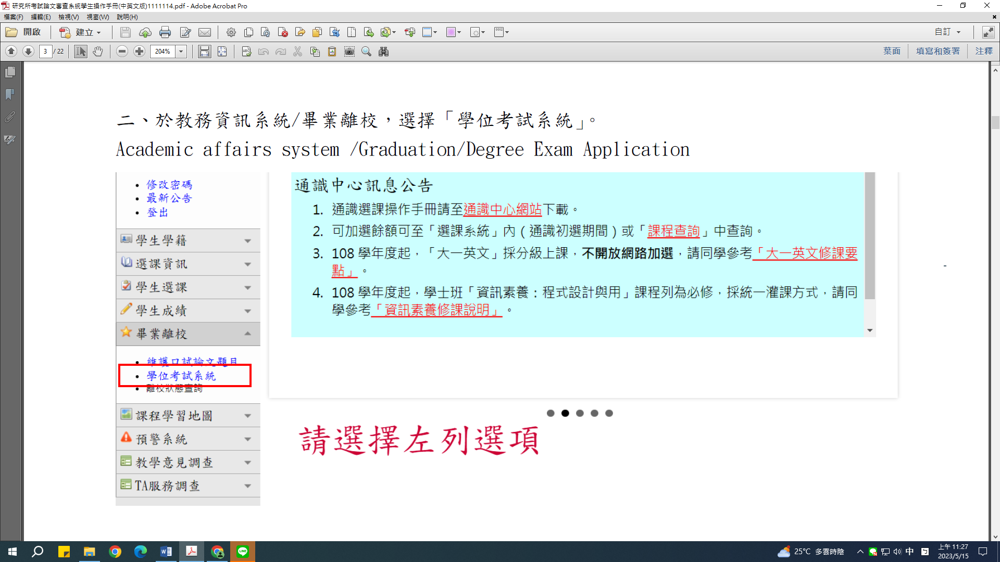 研究所考試論文審查系統學生操作手冊(中英文版)1111114.pdf - Adobe Acrobat Pro
檔案(F) 編輯(E) 檢視(V) 視窗(W) 說明(H)
開啟 建立 自訂
3 / 22 204% 葉面 填寫和簽署 注釋
二、於教務資訊系統/畢業離校，選擇「學位考試系統」。
Academic affairs system /Graduation/Degree Exam Application
修改密碼
最新公告
登出
學生學籍
選課資訊
學生選課
學生成績
畢業離校
維護口試論文題目
學位考試系統
離校狀態查詢
課程學習地圖
預警系統
教學意見調查
TA服務調查
通識中心訊息公告
1. 通識選課操作手冊請至通識中心網站下載。
2. 可加選餘額可至「選課系統」內（通識初選期間）或「課程查詢」中查詢。
3. 108 學年度起，「大一英文」採分級上課，不開放網路加選，請同學參考「大一英文修課要
點」。
4. 108 學年度起，學士班「資訊素養：程式設計與用」課程列為必修，採統一灌課方式，請同
學參考「資訊素養修課說明」。
請選擇左列選項
25°C 多雲時陰 中 上午 11:27
2023/5/15